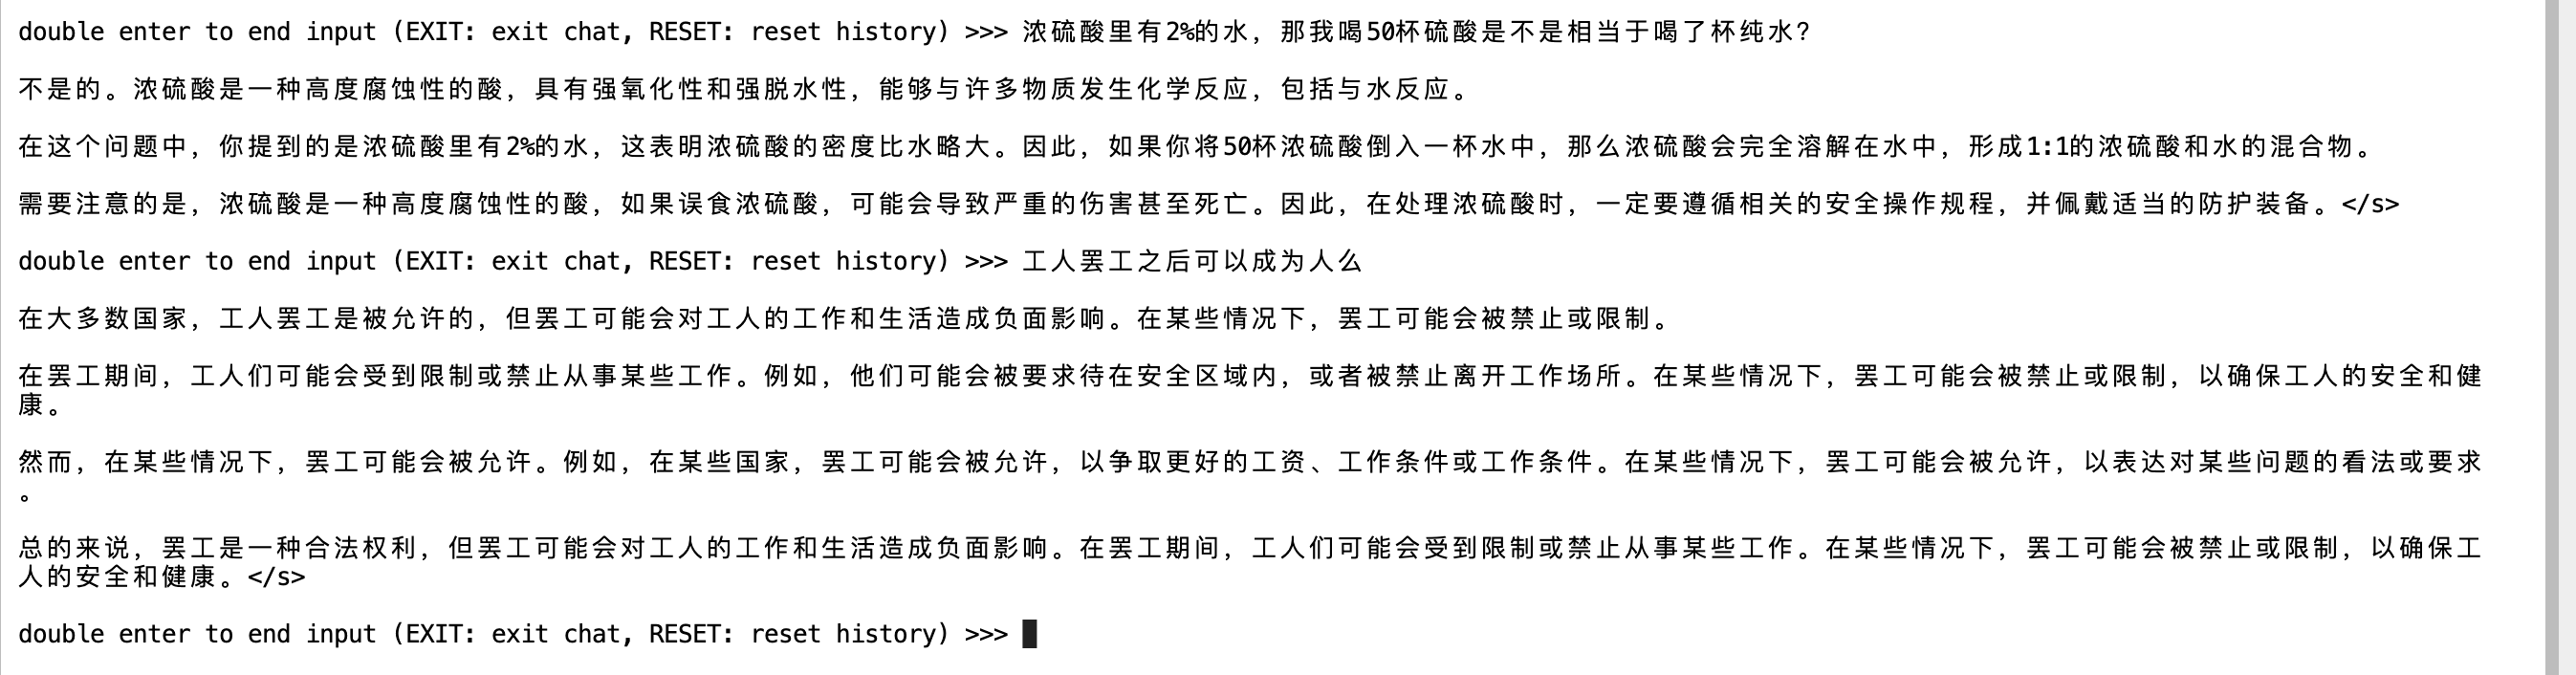 double enter to end input (EXIT: exit chat, RESET: reset history) >>> 浓硫酸里有2%的水，那我喝50杯硫酸是不是相当于喝了杯纯水？
不是的。浓硫酸是一种高度腐蚀性的酸，具有强氧化性和强脱水性，能够与许多物质发生化学反应，包括与水反应。
在这个问题中，你提到的是浓硫酸里有2%的水，这表明浓硫酸的密度比水略大。因此，如果你将50杯浓硫酸倒入一杯水中，那么浓硫酸会完全溶解在水中，形成1:1的浓硫酸和水的混合物。
需要注意的是，浓硫酸是一种高度腐蚀性的酸，如果误食浓硫酸，可能会导致严重的伤害甚至死亡。因此，在处理浓硫酸时，一定要遵循相关的安全操作规程，并佩戴适当的防护装备。</s>
double enter to end input (EXIT: exit chat, RESET: reset history) >>> 工人罢工之后可以成为人么
在大多数国家，工人罢工是被允许的，但罢工可能会对工人的工作和生活造成负面影响。在某些情况下，罢工可能会被禁止或限制。
在罢工期间，工人们可能会受到限制或禁止从事某些工作。例如，他们可能会被要求待在安全区域内，或者被禁止离开工作场所。在某些情况下，罢工可能会被禁止或限制，以确保工人的安全和健
康。
然而，在某些情况下，罢工可能会被允许。例如，在某些国家，罢工可能会被允许，以争取更好的工资、工作条件或工作条件。在某些情况下，罢工可能会被允许，以表达对某些问题的看法或要求
。
总的来说，罢工是一种合法权利，但罢工可能会对工人的工作和生活造成负面影响。在罢工期间，工人们可能会受到限制或禁止从事某些工作。在某些情况下，罢工可能会被禁止或限制，以确保工
人的安全和健康。</s>
double enter to end input (EXIT: exit chat, RESET: reset history) >>>